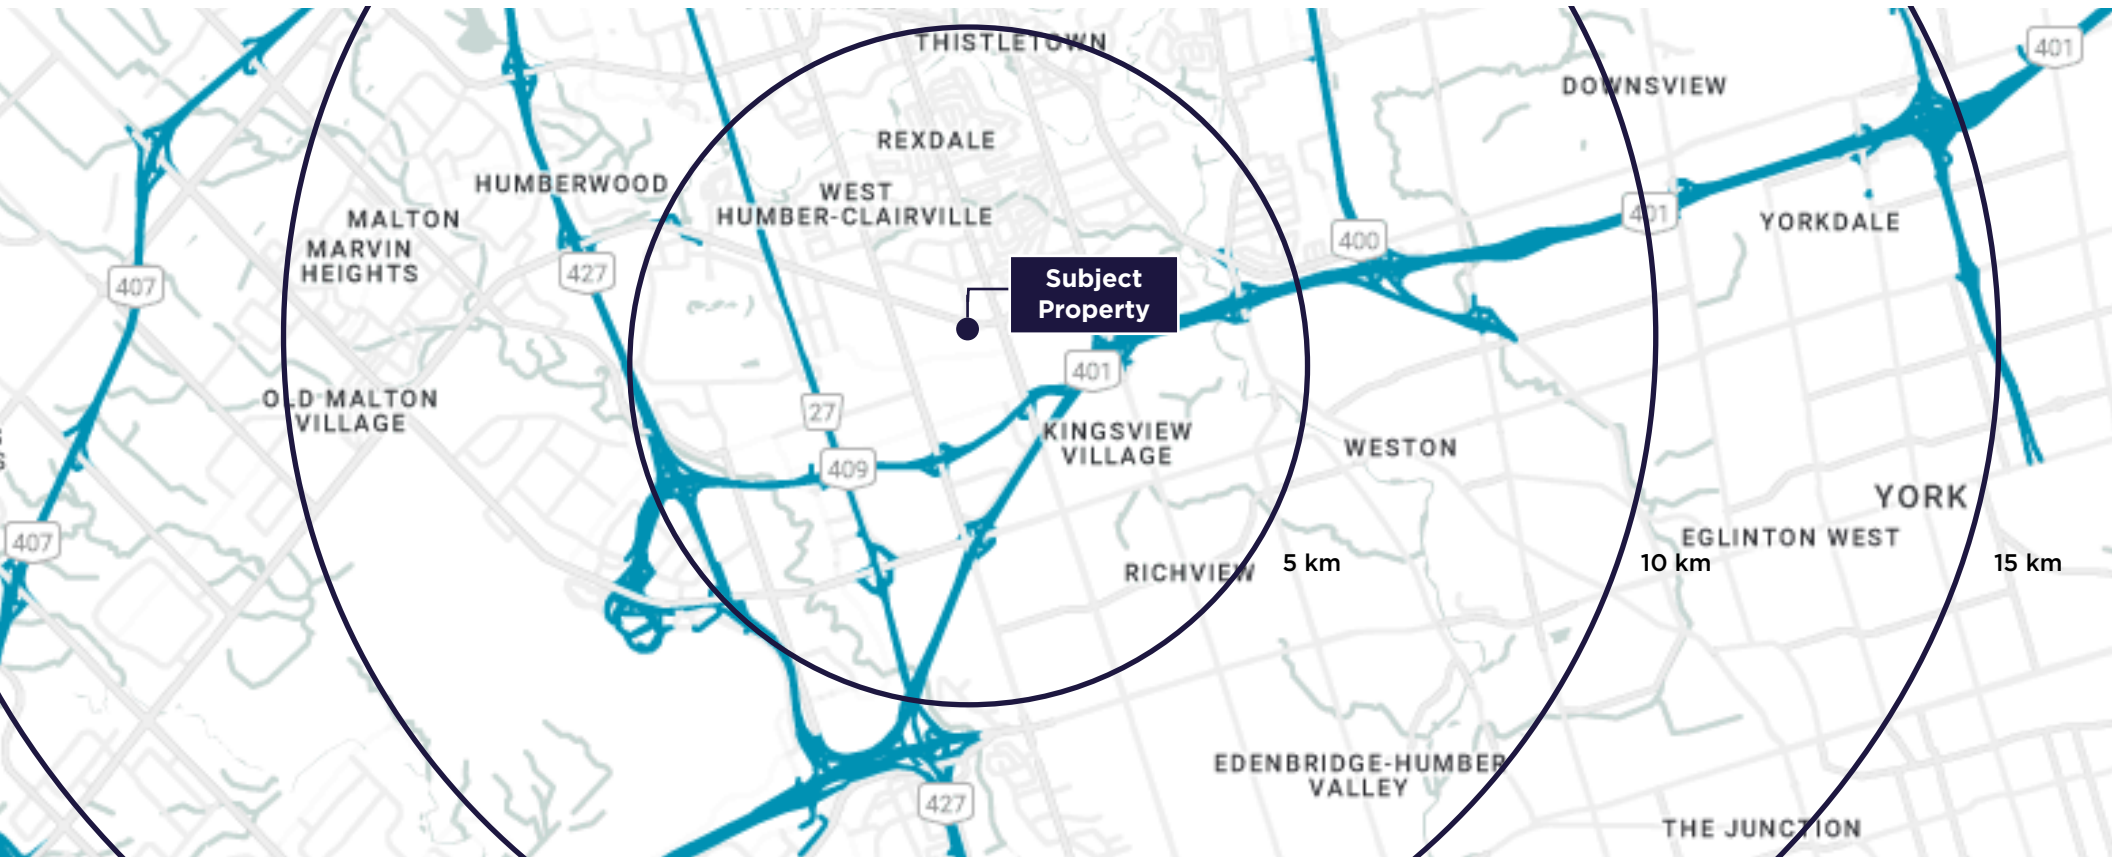 THISTLETOWN
401
DOWNSVIEW
REXDALE
HUMBERWOOD
WEST
HUMBER-CLAIRVILLE
MALTON
401
YORKDALE
MARVIN
HEIGHTS
400
427
407
Subject
Property
401
OLD MALTON
VILLAGE
27
KINGSVIEW
VILLAGE
WESTON
409
YORK
407
EGLINTON WEST
RICHVIEW
5 km
10 km
15 km
EDENBRIDGE-HUMBER
VALLEY
427
THE JUNCTION